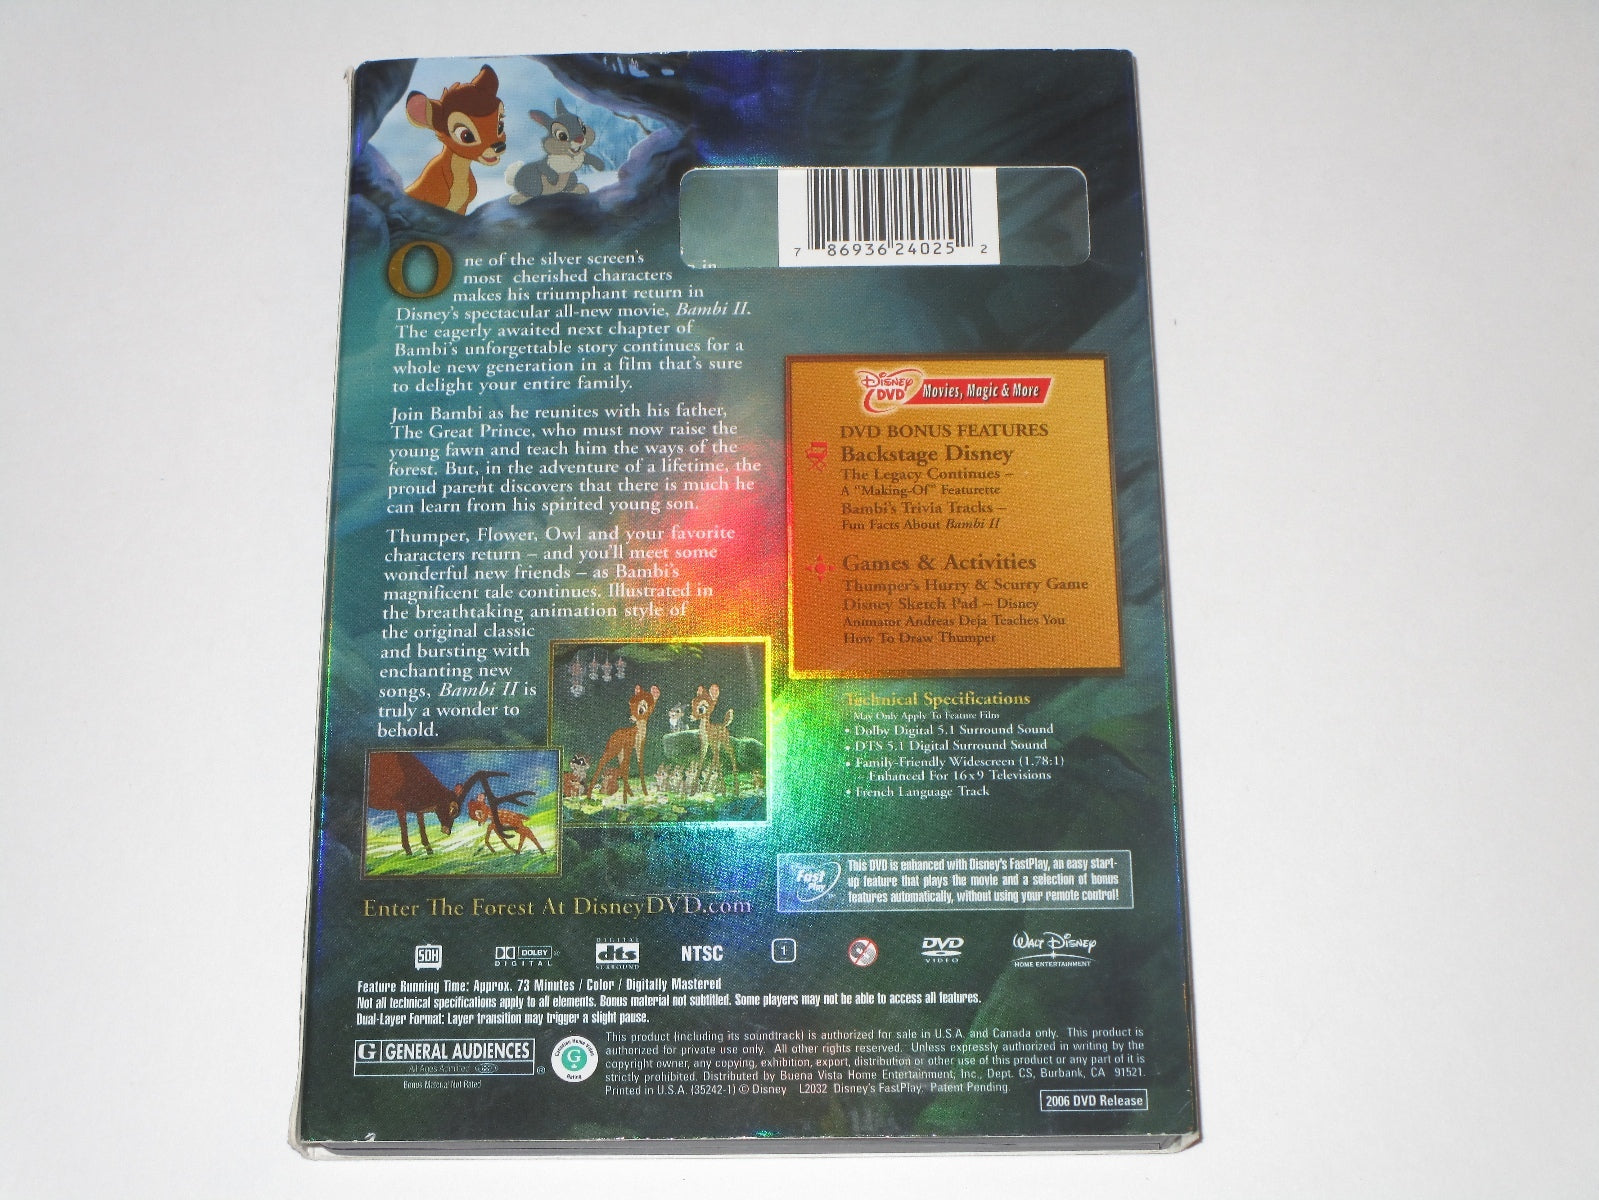 7 86936 24025 2
One of the silver screen's
most cherished characters
makes his triumphant return in
Disney's spectacular all-new movie, Bambi II.
The eagerly awaited next chapter of
Bambi's unforgettable story continues for a
whole new generation in a film that's sure
to delight your entire family.
Join Bambi as he reunites with his father,
The Great Prince, who must now raise the
young fawn and teach him the ways of the
forest. But, in the adventure of a lifetime, the
proud parent discovers that there is much he
can learn from his spirited young son.
Thumper, Flower, Owl and your favorite
characters return – and you'll meet some
wonderful new friends – as Bambi's
magnificent tale continues. Illustrated in
the breathtaking animation style of
the original classic
and bursting with
enchanting new
songs, Bambi II is
truly a wonder to
behold.
Enter The Forest At DisneyDVD.com
Disney DVD Movies, Magic & More
DVD BONUS FEATURES
Backstage Disney
The Legacy Continues –
A "Making-Of" Featurette
Bambi's Trivia Tracks –
Fun Facts About Bambi II
Games & Activities
Thumper's Hurry & Scurry Game
Disney Sketch Pad – Disney
Animator Andreas Deja Teaches You
How To Draw Thumper
Technical Specifications
May Only Apply To Feature Film
• Dolby Digital 5.1 Surround Sound
• DTS 5.1 Digital Surround Sound
• Family-Friendly Widescreen (1.78:1)
– Enhanced For 16x9 Televisions
• French Language Track
Fast Play
This DVD is enhanced with Disney's FastPlay, an easy start-
up feature that plays the movie and a selection of bonus
features automatically, without using your remote control!
SDH
DOLBY DIGITAL
DIGITAL dts SURROUND
NTSC
1
DVD VIDEO
WALT DISNEY HOME ENTERTAINMENT
Feature Running Time: Approx. 73 Minutes / Color / Digitally Mastered
Not all technical specifications apply to all elements. Bonus material not subtitled. Some players may not be able to access all features.
Dual-Layer Format: Layer transition may trigger a slight pause.
G GENERAL AUDIENCES
All Ages Admitted
®
Bonus Material Not Rated
Canadian Home Video
G
Rating
This product (including its soundtrack) is authorized for sale in U.S.A. and Canada only. This product is
authorized for private use only. All other rights reserved. Unless expressly authorized in writing by the
copyright owner, any copying, exhibition, export, distribution or other use of this product or any part of it is
strictly prohibited. Distributed by Buena Vista Home Entertainment, Inc., Dept. CS, Burbank, CA 91521.
Printed in U.S.A. (35242-1) © Disney L2032 Disney's FastPlay, Patent Pending.
2006 DVD Release